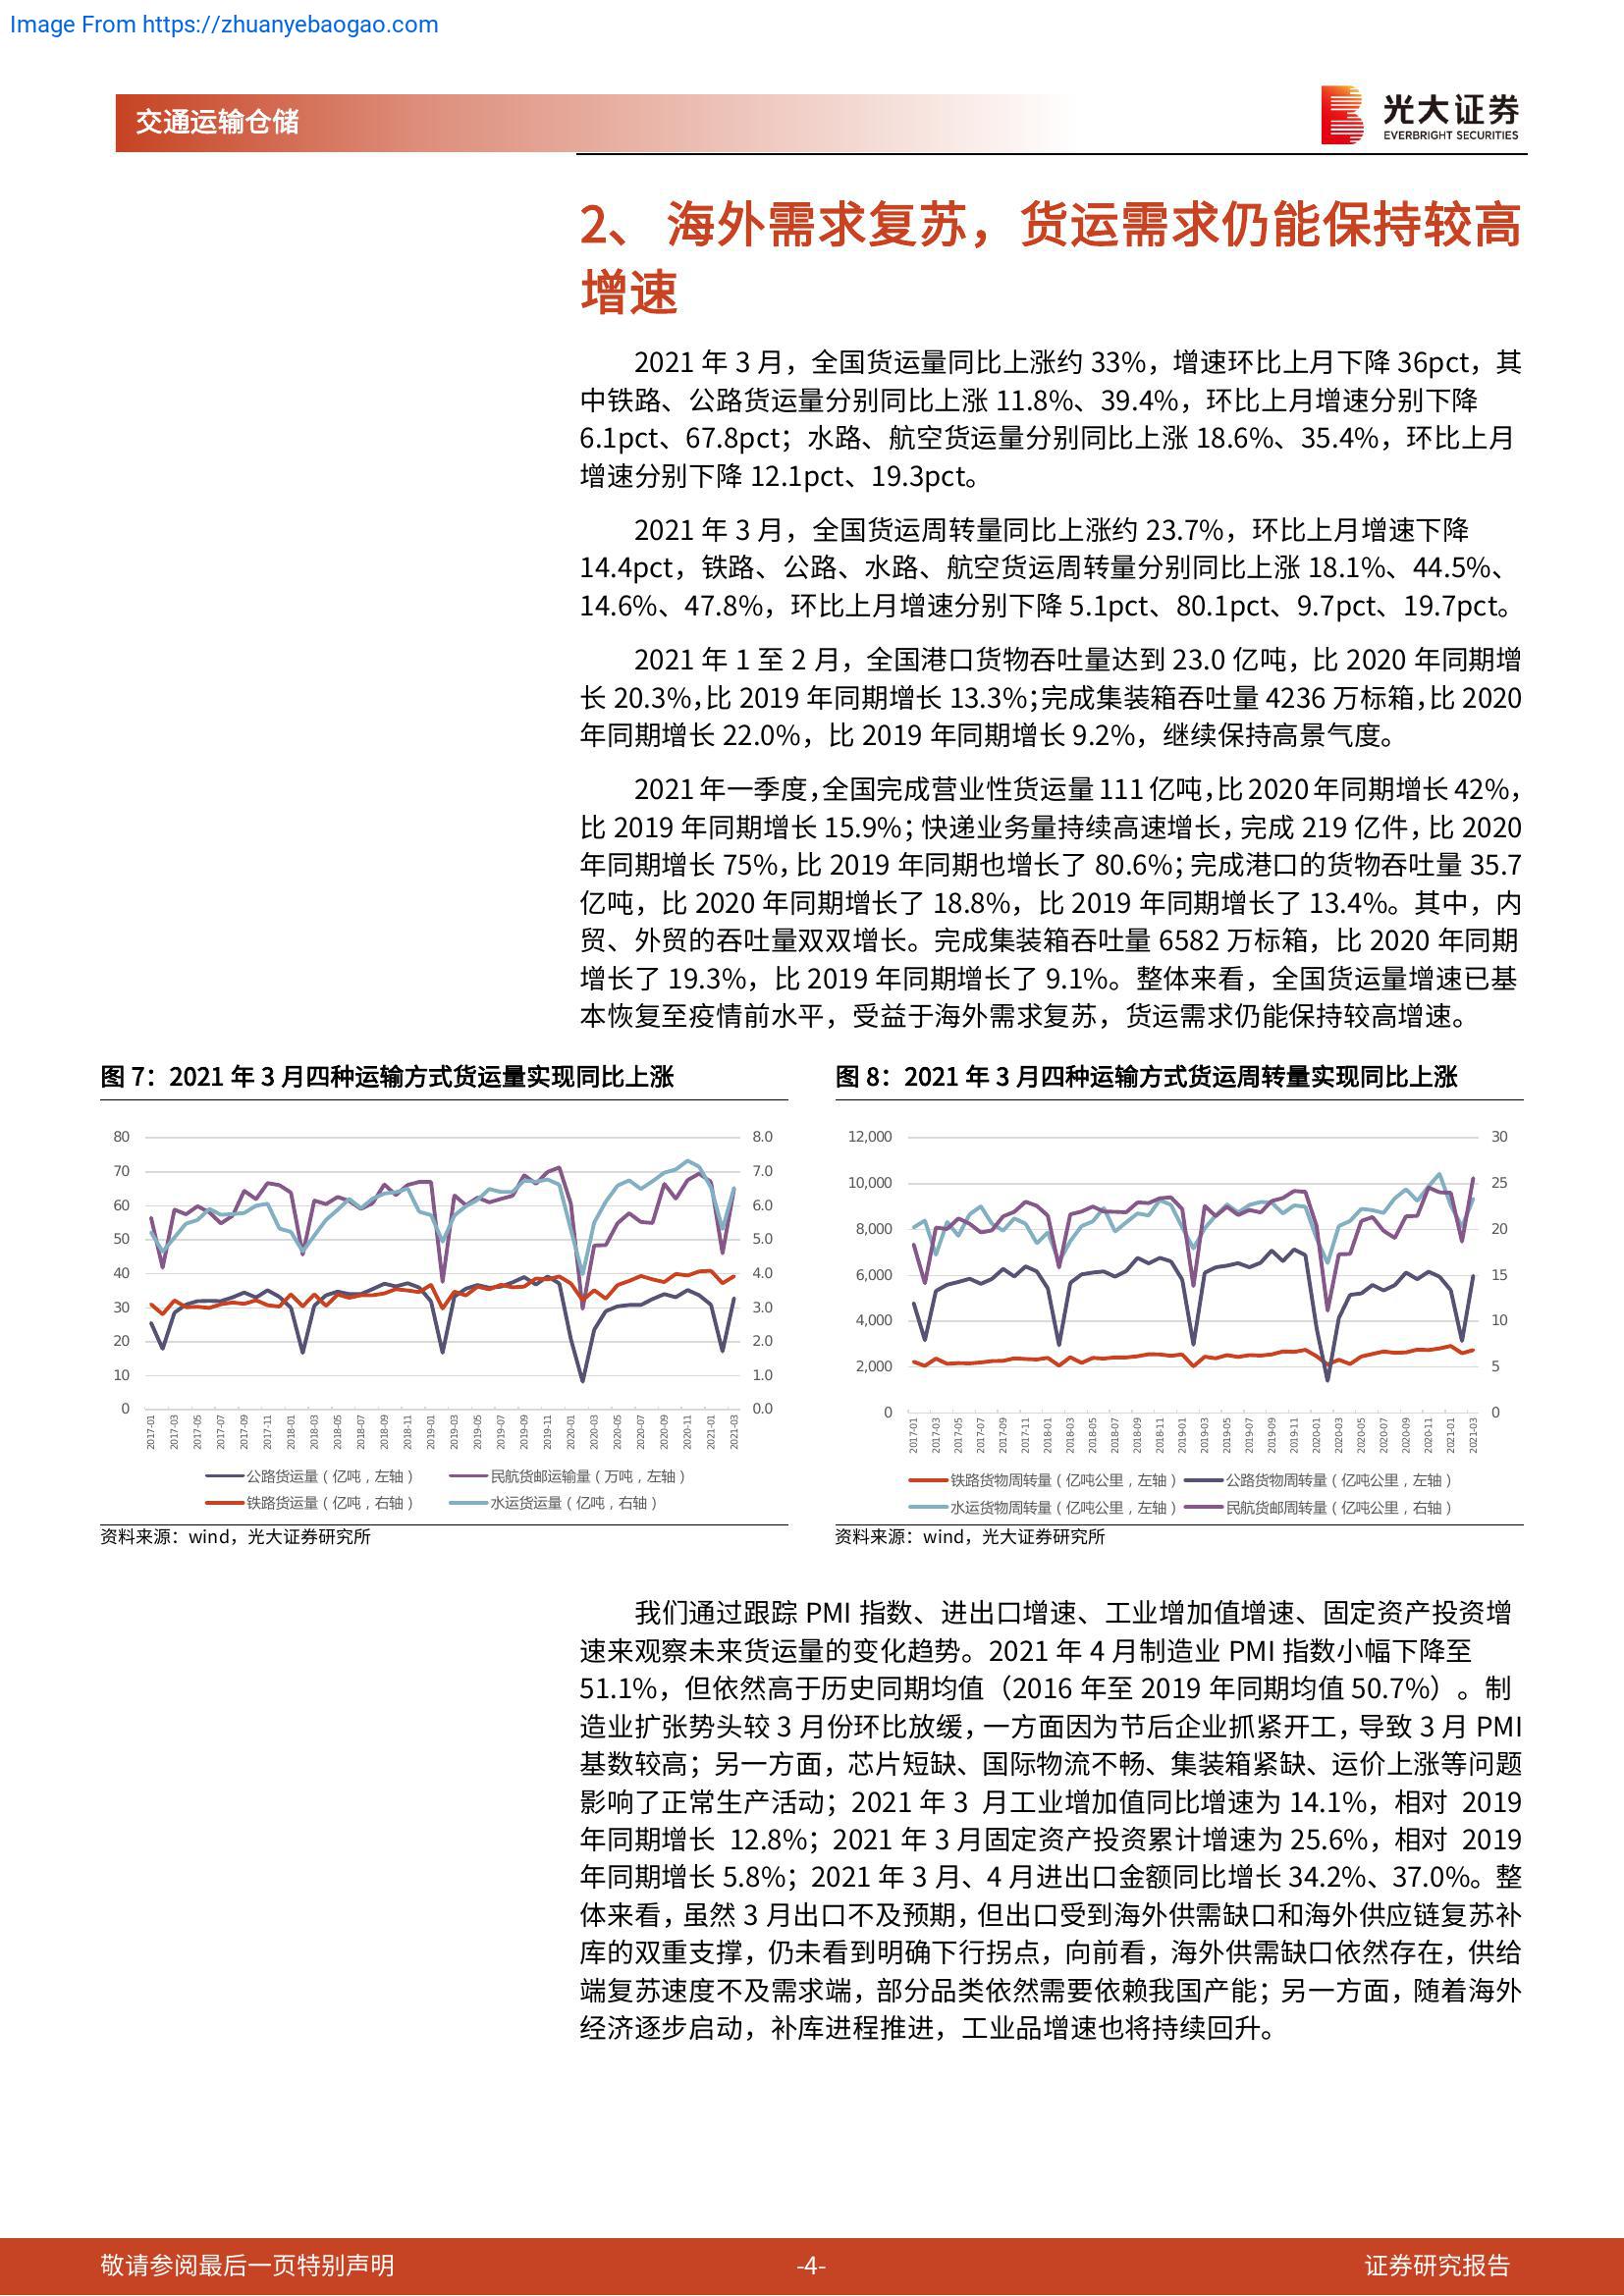 Image From https://zhuanyebaogao.com
交通运输仓储
光大证券
EVERBRIGHT SECURITIES
2、 海外需求复苏，货运需求仍能保持较高
增速
2021 年 3 月，全国货运量同比上涨约 33%，增速环比上月下降 36pct，其
中铁路、公路货运量分别同比上涨 11.8%、39.4%，环比上月增速分别下降
6.1pct、67.8pct；水路、航空货运量分别同比上涨 18.6%、35.4%，环比上月
增速分别下降 12.1pct、19.3pct。
2021 年 3 月，全国货运周转量同比上涨约 23.7%，环比上月增速下降
14.4pct，铁路、公路、水路、航空货运周转量分别同比上涨 18.1%、44.5%、
14.6%、47.8%，环比上月增速分别下降 5.1pct、80.1pct、9.7pct、19.7pct。
2021 年 1 至 2 月，全国港口货物吞吐量达到 23.0 亿吨，比 2020 年同期增
长 20.3%，比 2019 年同期增长 13.3%；完成集装箱吞吐量 4236 万标箱，比 2020
年同期增长 22.0%，比 2019 年同期增长 9.2%，继续保持高景气度。
2021 年一季度，全国完成营业性货运量 111 亿吨，比 2020 年同期增长 42%，
比 2019 年同期增长 15.9%；快递业务量持续高速增长，完成 219 亿件，比 2020
年同期增长 75%，比 2019 年同期也增长了 80.6%；完成港口的货物吞吐量 35.7
亿吨，比 2020 年同期增长了 18.8%，比 2019 年同期增长了 13.4%。其中，内
贸、外贸的吞吐量双双增长。完成集装箱吞吐量 6582 万标箱，比 2020 年同期
增长了 19.3%，比 2019 年同期增长了 9.1%。整体来看，全国货运量增速已基
本恢复至疫情前水平，受益于海外需求复苏，货运需求仍能保持较高增速。
图 7：2021 年 3 月四种运输方式货运量实现同比上涨
80
70
60
50
40
30
20
10
0
8.0
7.0
6.0
5.0
4.0
3.0
2.0
1.0
0.0
2017-01
2017-03
2017-05
2017-07
2017-09
2017-11
2018-01
2018-03
2018-05
2018-07
2018-09
2018-11
2019-01
2019-03
2019-05
2019-07
2019-09
2019-11
2020-01
2020-03
2020-05
2020-07
2020-09
2020-11
2021-01
2021-03
公路货运量（亿吨，左轴）
民航货邮运输量（万吨，左轴）
铁路货运量（亿吨，右轴）
水运货运量（亿吨，右轴）
资料来源：wind，光大证券研究所
图 8：2021 年 3 月四种运输方式货运周转量实现同比上涨
12,000
10,000
8,000
6,000
4,000
2,000
0
30
25
20
15
10
5
0
2017-01
2017-03
2017-05
2017-07
2017-09
2017-11
2018-01
2018-03
2018-05
2018-07
2018-09
2018-11
2019-01
2019-03
2019-05
2019-07
2019-09
2019-11
2020-01
2020-03
2020-05
2020-07
2020-09
2020-11
2021-01
2021-03
铁路货物周转量（亿吨公里，左轴）
公路货物周转量（亿吨公里，左轴）
水运货物周转量（亿吨公里，左轴）
民航货邮周转量（亿吨公里，右轴）
资料来源：wind，光大证券研究所
我们通过跟踪 PMI 指数、进出口增速、工业增加值增速、固定资产投资增
速来观察未来货运量的变化趋势。2021 年 4 月制造业 PMI 指数小幅下降至
51.1%，但依然高于历史同期均值（2016 年至 2019 年同期均值 50.7%）。制
造业扩张势头较 3 月份环比放缓，一方面因为节后企业抓紧开工，导致 3 月 PMI
基数较高；另一方面，芯片短缺、国际物流不畅、集装箱紧缺、运价上涨等问题
影响了正常生产活动；2021 年 3 月工业增加值同比增速为 14.1%，相对 2019
年同期增长 12.8%；2021 年 3 月固定资产投资累计增速为 25.6%，相对 2019
年同期增长 5.8%；2021 年 3 月、4 月进出口金额同比增长 34.2%、37.0%。整
体来看，虽然 3 月出口不及预期，但出口受到海外供需缺口和海外供应链复苏补
库的双重支撑，仍未看到明确下行拐点，向前看，海外供需缺口依然存在，供给
端复苏速度不及需求端，部分品类依然需要依赖我国产能；另一方面，随着海外
经济逐步启动，补库进程推进，工业品增速也将持续回升。
敬请参阅最后一页特别声明
-4-
证券研究报告